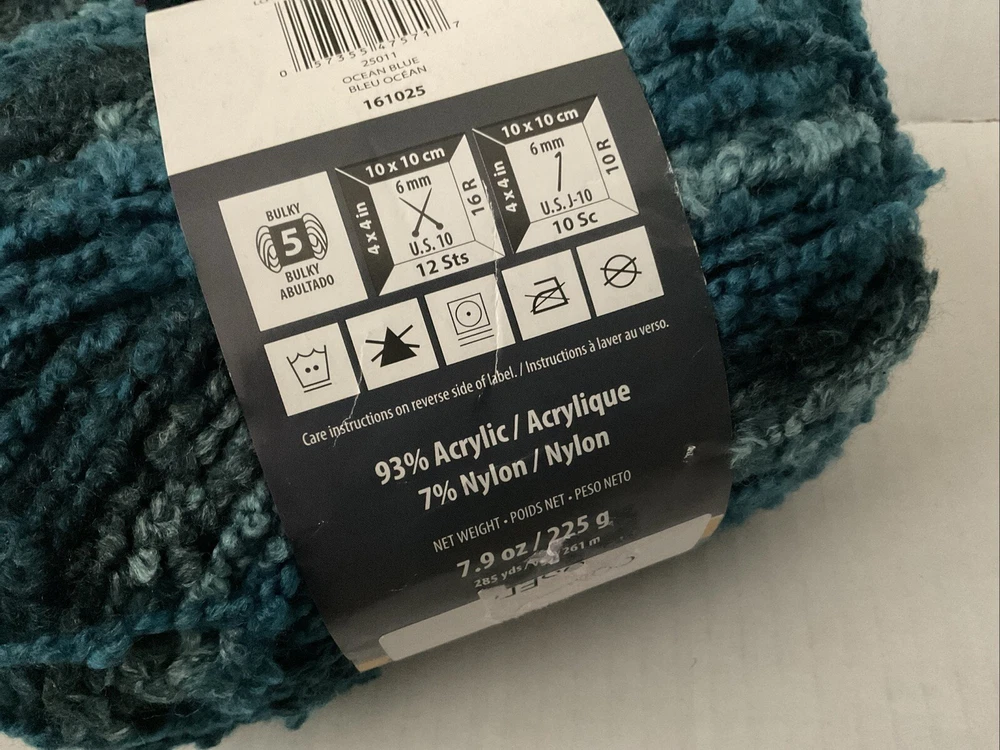 LO
0 57355 47571 7
25011
OCEAN BLUE
BLEU OCÉAN
161025
BULKY
5
BULKY
ABULTADO
10 x 10 cm
4 x 4 in
6 mm
16R
U.S. 10
12 Sts
10 x 10 cm
4 x 4 in
6 mm
10R
U.S. J-10
10 Sc
Care instructions on reverse side of label. / Instructions à laver au verso.
93% Acrylic / Acrylique
7% Nylon / Nylon
NET WEIGHT • POIDS NET • PESO NETO
7.9 oz / 225 g
285 yds / 261 m